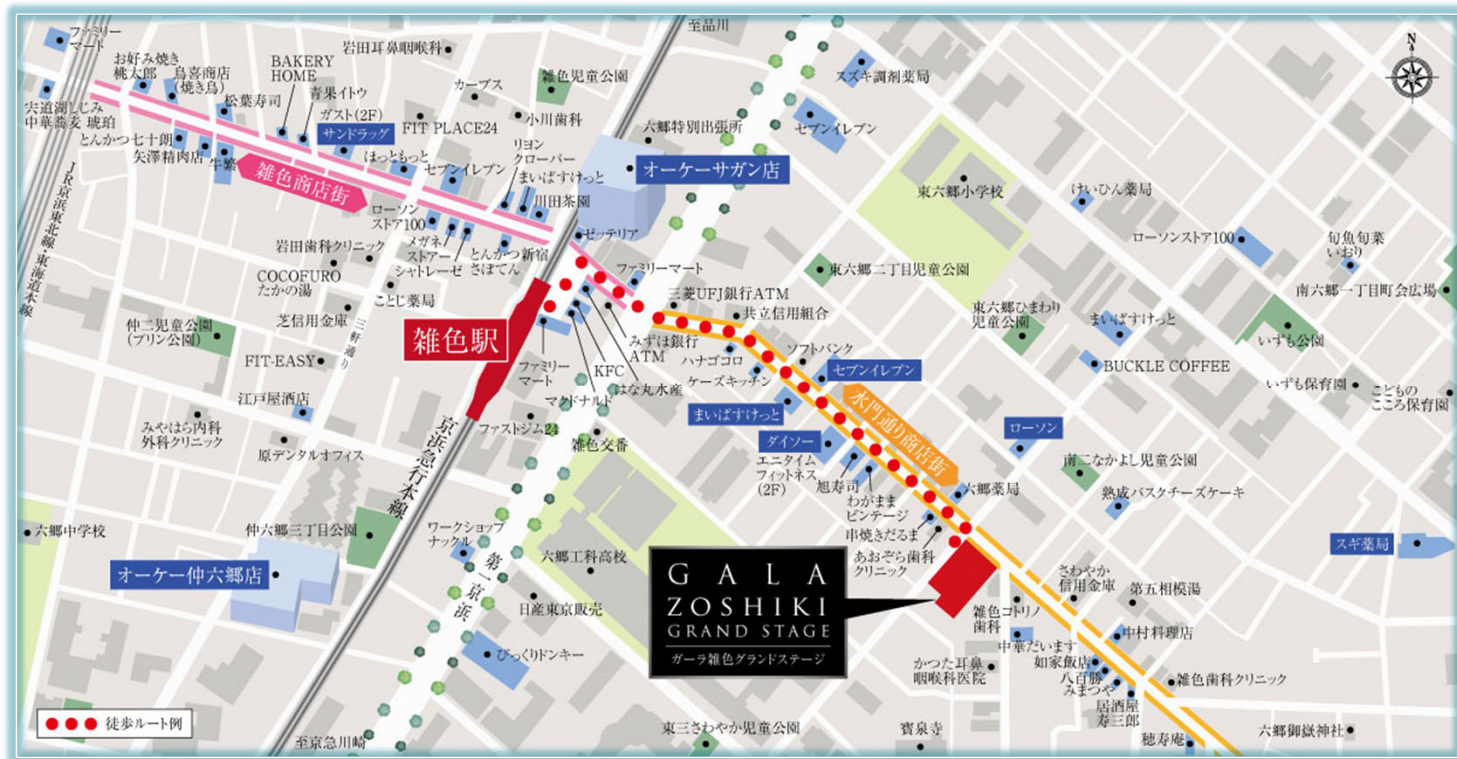 至品川
N
ファミリー
マート
お好み焼き
桃太郎
鳥喜商店
(焼き鳥)
BAKERY
HOME
岩田耳鼻咽喉科
カーブス
雑色児童公園
スズキ調剤薬局
宍道湖しじみ
中華蕎麦 琥珀
松葉寿司
青果イトウ
ガスト(2F)
サンドラッグ
FIT PLACE24
小川歯科
六郷特別出張所
セブンイレブン
とんかつ七十朗
矢澤精肉店
牛繁
ほっともっと
セブンイレブン
リヨン
クローバー
まいばすけっと
川田茶園
オーケーサガン店
雑色商店街
東六郷小学校
けいひん薬局
JR京浜東北線・東海道本線
ローソン
ストア100
メガネ
ストアー
シャトレーゼ
とんかつ新宿
さぼてん
ゼッテリア
ローソンストア100
旬魚旬菜
いおり
岩田歯科クリニック
COCOFURO
たかの湯
ことじ薬局
ファミリーマート
東六郷二丁目児童公園
南六郷一丁目町会広場
三菱UFJ銀行ATM
共立信用組合
東六郷ひまわり
児童公園
まいばすけっと
いずも公園
仲二児童公園
(プリン公園)
芝信用金庫
三軒通り
雑色駅
みずほ銀行
ATM
ハナゴコロ
ソフトバンク
FIT-EASY
ファミリー
マート
KFC
はな丸水産
マクドナルド
ケーズキッチン
セブンイレブン
BUCKLE COFFEE
いずも保育園
こどもの
こころ保育園
江戸屋酒店
まいばすけっと
水門通り商店街
みやはら内科
外科クリニック
原デンタルオフィス
京浜急行本線
ファストジム24
雑色交番
ダイソー
エニタイム
フィットネス
(2F)
旭寿司
わがまま
ビンテージ
ローソン
南二なかよし児童公園
六郷薬局
熟成バスクチーズケーキ
串焼きだるま
あおぞら歯科
クリニック
六郷中学校
仲六郷三丁目公園
ワークショップ
ナックル
第一京浜
六郷工科高校
スギ薬局
オーケー仲六郷店
GALA
ZOSHIKI
GRAND STAGE
ガーラ雑色グランドステージ
さわやか
信用金庫
第五相模湯
日産東京販売
雑色コトリノ
歯科
中村料理店
びっくりドンキー
中華だいます
如家飯店
八百勝
みまつや
かつた耳鼻
咽喉科医院
雑色歯科クリニック
居酒屋
寿三郎
徒歩ルート例
至京急川崎
東三さわやか児童公園
寶泉寺
穂寿庵
六郷御嶽神社